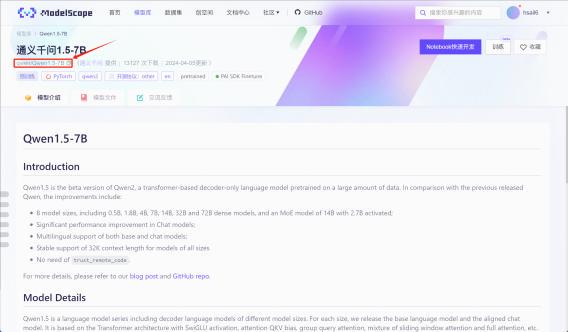 ModelScope 首页 模型库 数据集 创空间 文档中心 社区 GitHub 搜索您感兴趣的内容 hsail6
模型库 / Qwen1.5-7B
通义千问1.5-7B
Notebook快速开发 训练 收藏
qwen/Qwen1.5-7B 通义千问 提供 | 13127 次下载 | 2024-04-05更新
预训练 PyTorch qwen2 开源协议: other en pretrained PAI SDK Finetune
模型介绍 模型文件 交流反馈
Qwen1.5-7B
Introduction
Qwen1.5 is the beta version of Qwen2, a transformer-based decoder-only language model pretrained on a large amount of data. In comparison with the previous released
Qwen, the improvements include:
• 8 model sizes, including 0.5B, 1.8B, 4B, 7B, 14B, 32B and 72B dense models, and an MoE model of 14B with 2.7B activated;
• Significant performance improvement in Chat models;
• Multilingual support of both base and chat models;
• Stable support of 32K context length for models of all sizes
• No need of trust_remote_code.
For more details, please refer to our blog post and GitHub repo.
Model Details
Qwen1.5 is a language model series including decoder language models of different model sizes. For each size, we release the base language model and the aligned chat
model. It is based on the Transformer architecture with SwiGLU activation, attention QKV bias, group query attention, mixture of sliding window attention and full attention, etc.